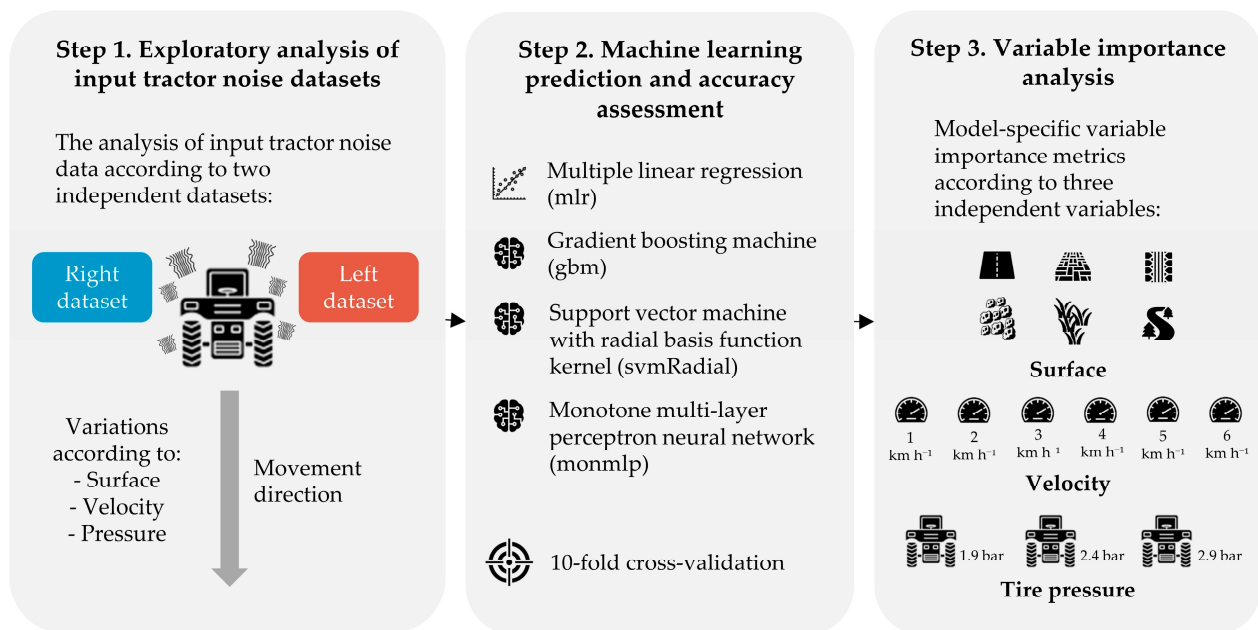 Step 1. Exploratory analysis of
input tractor noise datasets
The analysis of input tractor noise
data according to two
independent datasets:
Right
dataset
Left
dataset
Variations
according to:
- Surface
- Velocity
- Pressure
Movement
direction
Step 2. Machine learning
prediction and accuracy
assessment
Multiple linear regression
(mlr)
Gradient boosting machine
(gbm)
Support vector machine
with radial basis function
kernel (svmRadial)
Monotone multi-layer
perceptron neural network
(monmlp)
10-fold cross-validation
Step 3. Variable importance
analysis
Model-specific variable
importance metrics
according to three
independent variables:
Surface
1
km h⁻¹
2
km h⁻¹
3
km h⁻¹
4
km h⁻¹
5
km h⁻¹
6
km h⁻¹
Velocity
1.9 bar
2.4 bar
2.9 bar
Tire pressure